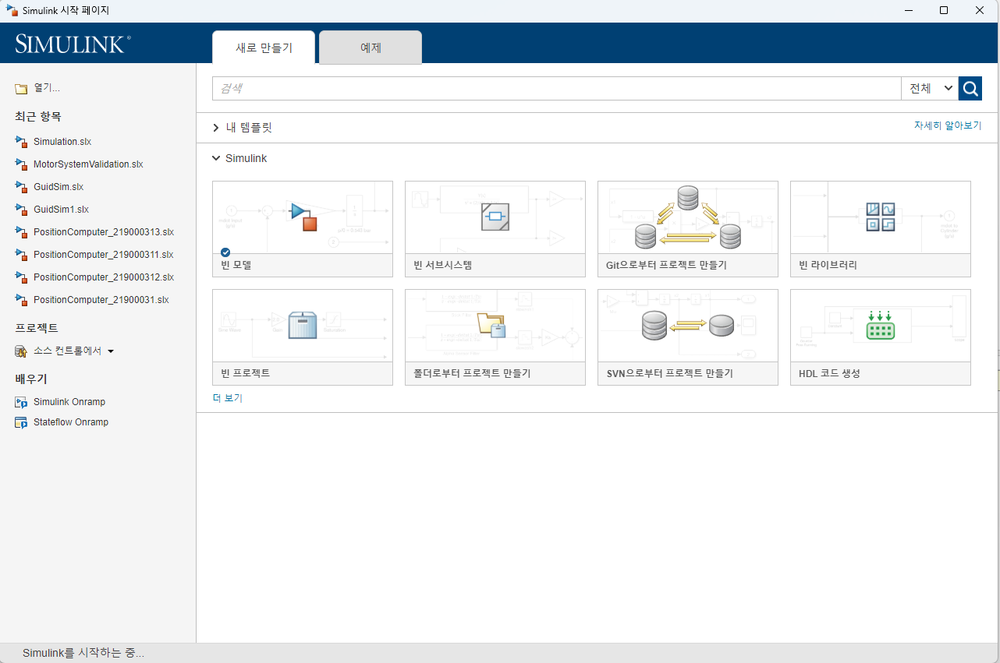 Simulink 시작 페이지
SIMULINK®
새로 만들기
예제
열기...
최근 항목
Simulation.slx
MotorSystemValidation.slx
GuidSim.slx
GuidSim1.slx
PositionComputer_219000313.slx
PositionComputer_219000311.slx
PositionComputer_219000312.slx
PositionComputer_21900031.slx
프로젝트
소스 컨트롤에서
배우기
Simulink Onramp
Stateflow Onramp
검색
전체
내 템플릿
자세히 알아보기
Simulink
빈 모델
빈 서브시스템
Git으로부터 프로젝트 만들기
빈 라이브러리
빈 프로젝트
폴더로부터 프로젝트 만들기
SVN으로부터 프로젝트 만들기
HDL 코드 생성
더 보기
Simulink를 시작하는 중...